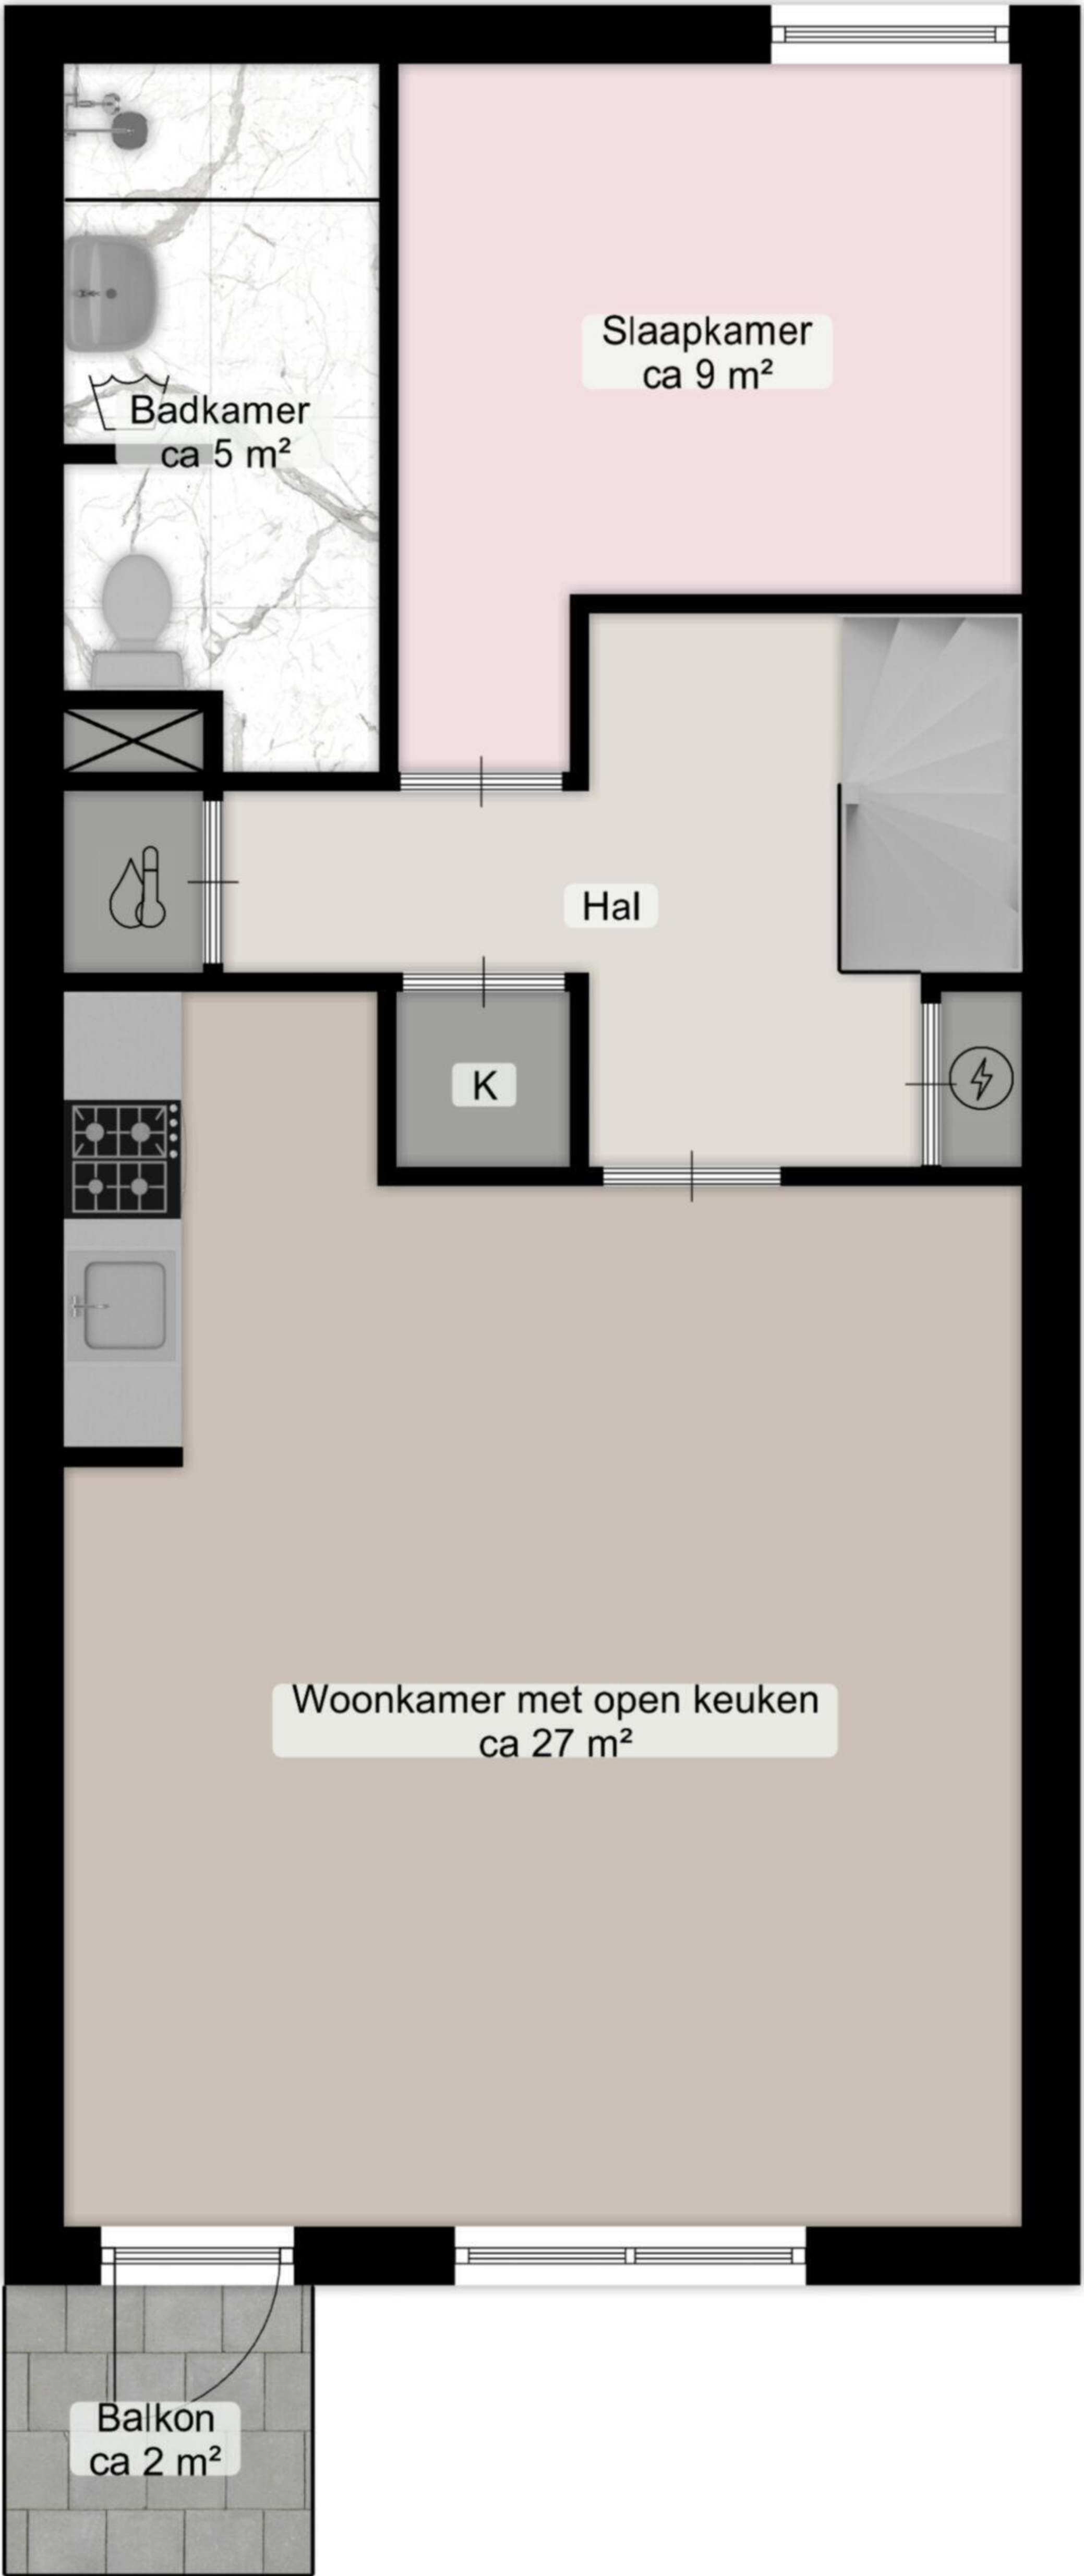 Slaapkamer
ca 9 m²
Badkamer
ca 5 m²
Hal
K
Woonkamer met open keuken
ca 27 m²
Balkon
ca 2 m²